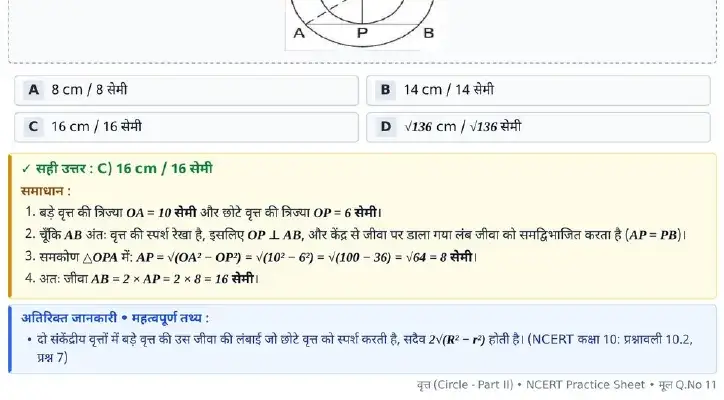 A P B
A 8 cm / 8 सेमी
B 14 cm / 14 सेमी
C 16 cm / 16 सेमी
D √136 cm / √136 सेमी
✓ सही उत्तर : C) 16 cm / 16 सेमी
समाधान :
1. बड़े वृत्त की त्रिज्या OA = 10 सेमी और छोटे वृत्त की त्रिज्या OP = 6 सेमी।
2. चूँकि AB अंतः वृत्त की स्पर्श रेखा है, इसलिए OP ⊥ AB, और केंद्र से जीवा पर डाला गया लंब जीवा को समद्विभाजित करता है (AP = PB)।
3. समकोण △OPA में: AP = √(OA² − OP²) = √(10² − 6²) = √(100 − 36) = √64 = 8 सेमी।
4. अतः जीवा AB = 2 × AP = 2 × 8 = 16 सेमी।
अतिरिक्त जानकारी • महत्वपूर्ण तथ्य :
• दो संकेंद्रीय वृत्तों में बड़े वृत्त की उस जीवा की लंबाई जो छोटे वृत्त को स्पर्श करती है, सदैव 2√(R² − r²) होती है। (NCERT कक्षा 10: प्रश्नावली 10.2,
प्रश्न 7)
वृत्त (Circle - Part II) • NCERT Practice Sheet • मूल Q.No 11